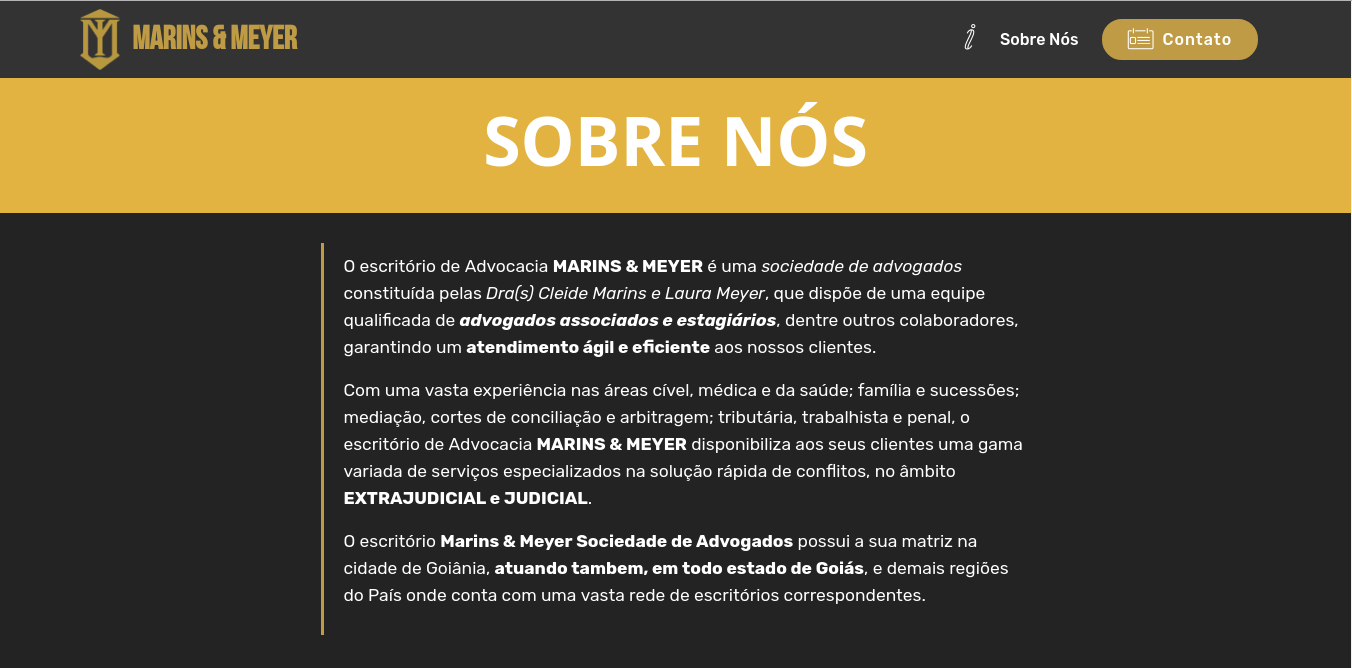 MARINS & MEYER
Sobre Nós
Contato
SOBRE NÓS
O escritório de Advocacia MARINS & MEYER é uma sociedade de advogados
constituída pelas Dra(s) Cleide Marins e Laura Meyer, que dispõe de uma equipe
qualificada de advogados associados e estagiários, dentre outros colaboradores,
garantindo um atendimento ágil e eficiente aos nossos clientes.
Com uma vasta experiência nas áreas cível, médica e da saúde; família e sucessões;
mediação, cortes de conciliação e arbitragem; tributária, trabalhista e penal, o
escritório de Advocacia MARINS & MEYER disponibiliza aos seus clientes uma gama
variada de serviços especializados na solução rápida de conflitos, no âmbito
EXTRAJUDICIAL e JUDICIAL.
O escritório Marins & Meyer Sociedade de Advogados possui a sua matriz na
cidade de Goiânia, atuando tambem, em todo estado de Goiás, e demais regiões
do País onde conta com uma vasta rede de escritórios correspondentes.